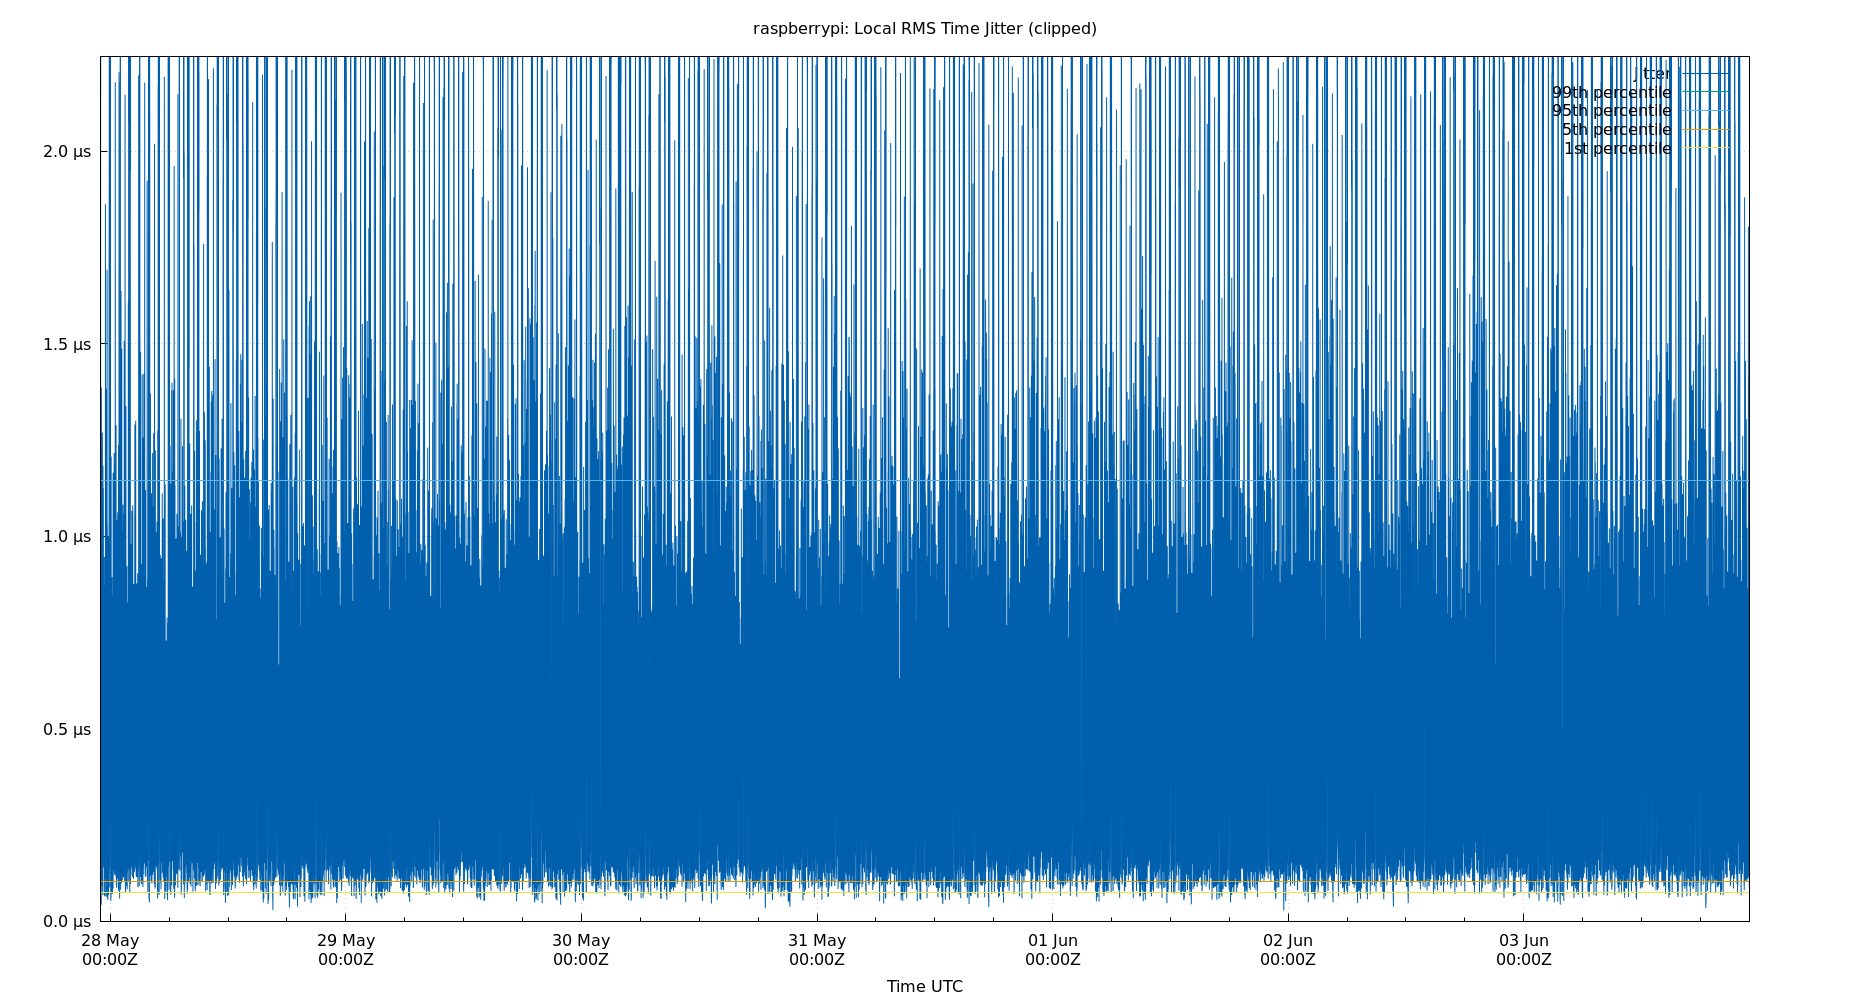 raspberrypi: Local RMS Time Jitter (clipped)
jitter
99th percentile
95th percentile
5th percentile
1st percentile
2.0 μs
1.5 μs
1.0 μs
0.5 μs
0.0 μs
28 May 29 May 30 May 31 May 01 Jun 02 Jun 03 Jun
00:00Z 00:00Z 00:00Z 00:00Z 00:00Z 00:00Z 00:00Z
Time UTC